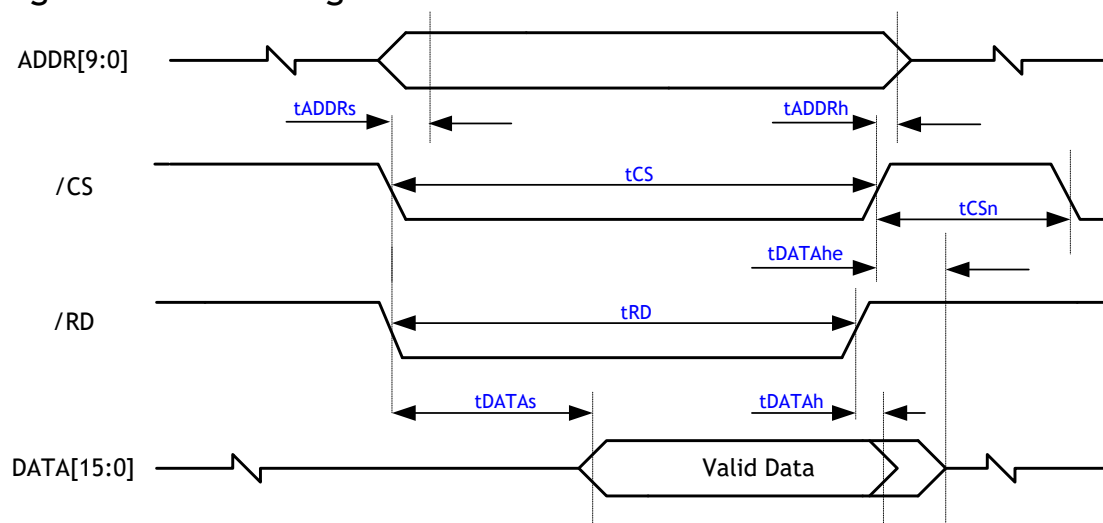 ADDR[9:0]
tADDRs
tADDRh
/CS
tCS
tCSn
tDATAhe
/RD
tRD
tDATAs
tDATAh
DATA[15:0]
Valid Data